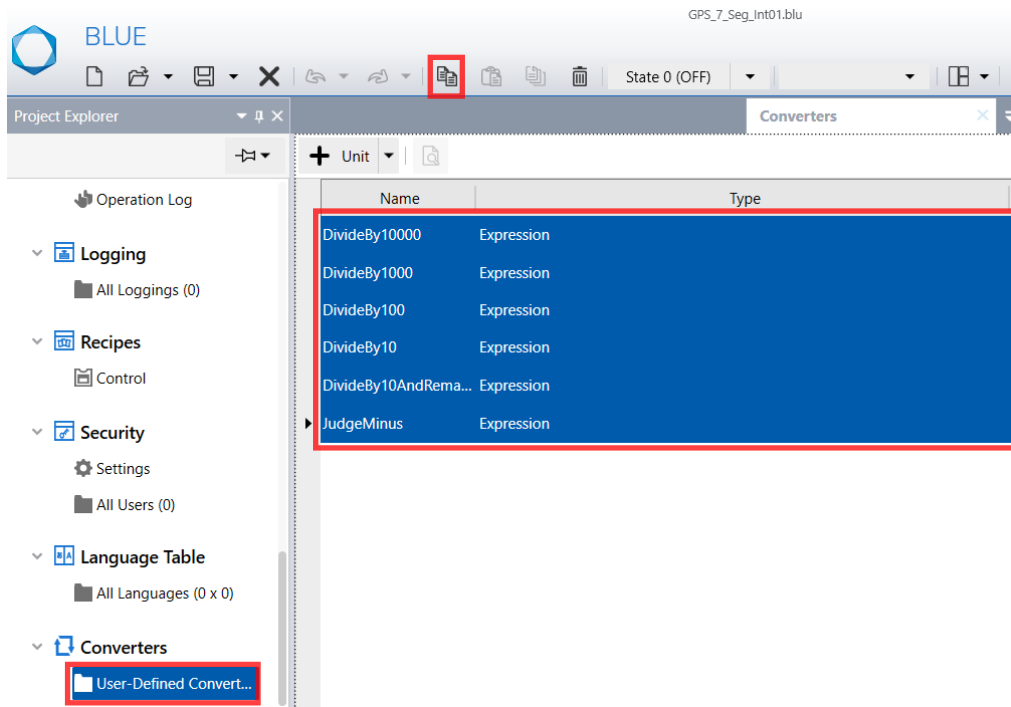 GPS_7_Seg_Int01.blu
BLUE
State 0 (OFF)
Project Explorer
Converters
Unit
Operation Log
Name Type
DivideBy10000 Expression
Logging
DivideBy1000 Expression
All Loggings (0)
DivideBy100 Expression
Recipes
DivideBy10 Expression
Control
DivideBy10AndRema... Expression
Security
JudgeMinus Expression
Settings
All Users (0)
Language Table
All Languages (0 x 0)
Converters
User-Defined Convert...